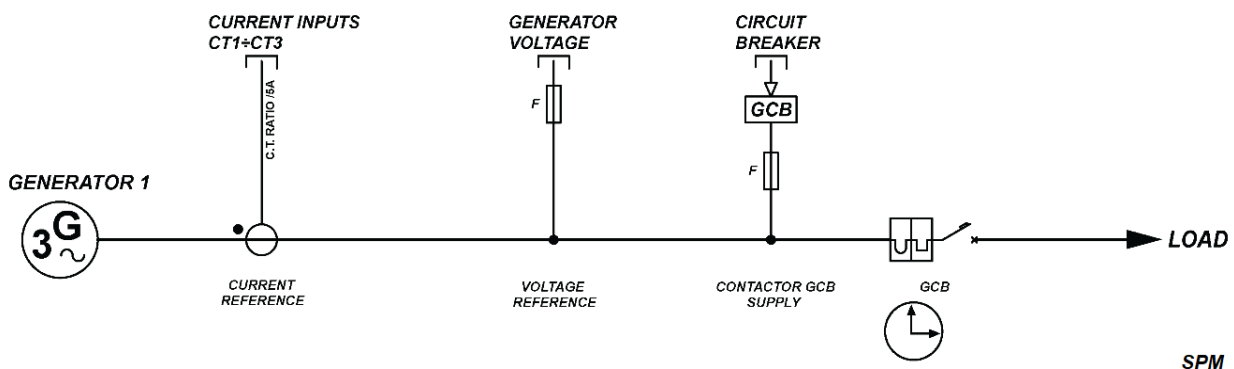 CURRENT INPUTS
CT1÷CT3
GENERATOR
VOLTAGE
CIRCUIT
BREAKER
C.T. RATIO /5A
F
GCB
F
GENERATOR 1
3G
LOAD
CURRENT
REFERENCE
VOLTAGE
REFERENCE
CONTACTOR GCB
SUPPLY
GCB
SPM